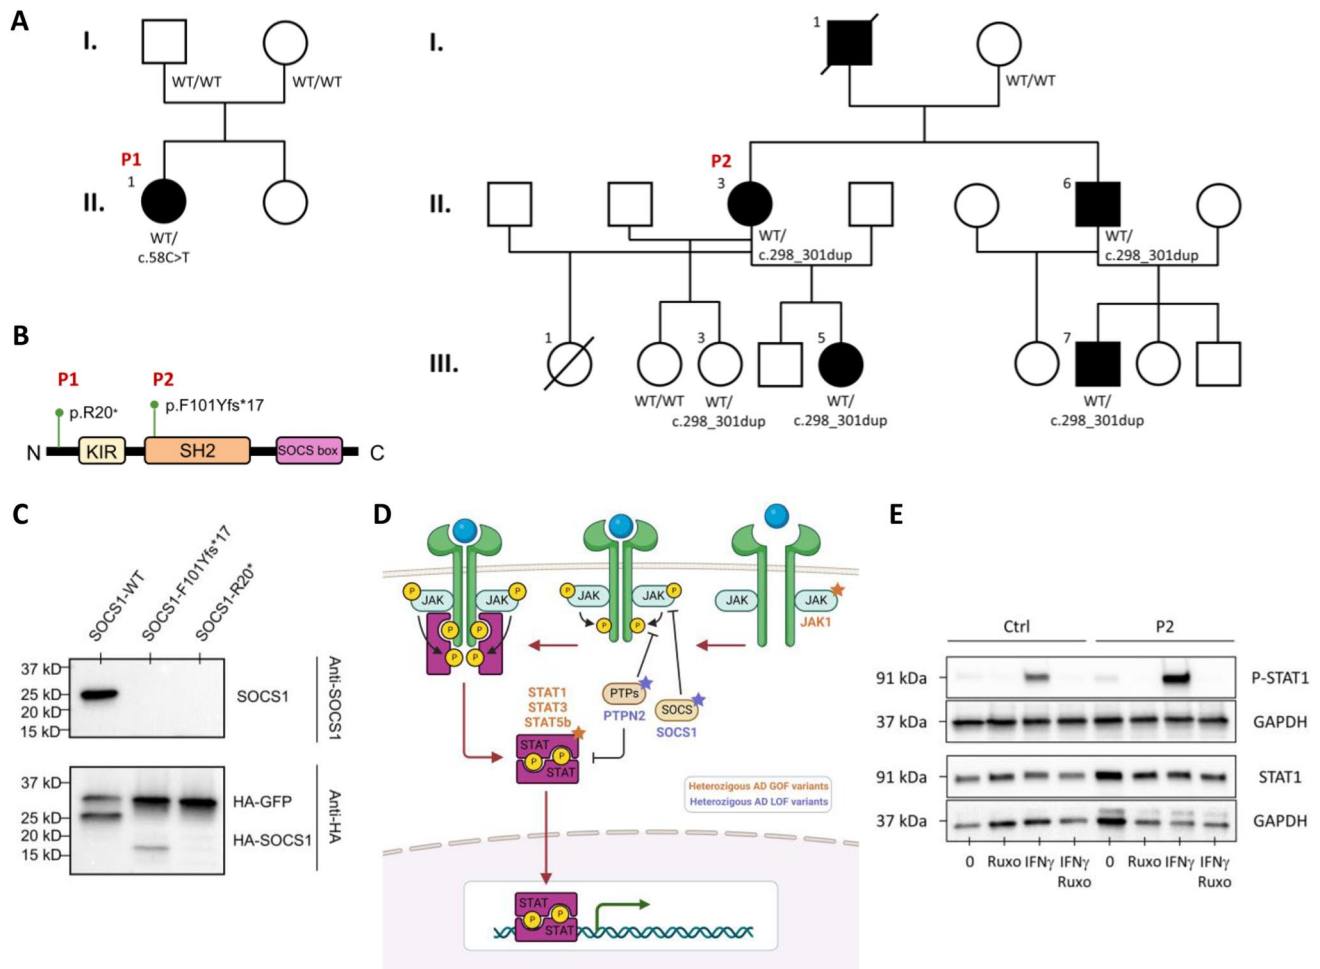 A
I.
WT/WT
WT/WT
P1
1
II.
WT/
c.58C>T
I.
1
WT/WT
P2
3
6
II.
WT/
c.298_301dup
WT/
c.298_301dup
1
3
5
7
III.
WT/WT
WT/
c.298_301dup
WT/
c.298_301dup
WT/
c.298_301dup
B
P1
P2
p.R20*
p.F101Yfs*17
N
KIR
SH2
SOCS box
C
C
SOCS1-WT
SOCS1-F101Yfs*17
SOCS1-R20*
37 kD
25 kD
20 kD
15 kD
SOCS1
Anti-SOCS1
37 kD
25 kD
20 kD
15 kD
HA-GFP
HA-SOCS1
Anti-HA
D
P
JAK
JAK
P
P
P
P
P
P
JAK
JAK
P
P
P
JAK
JAK
JAK1
STAT1
STAT3
STAT5b
PTPs
PTPN2
SOCS
SOCS1
STAT
P
P
STAT
Heterozigous AD GOF variants
Heterozigous AD LOF variants
STAT
P
P
STAT
E
Ctrl
P2
91 kDa
P-STAT1
37 kDa
GAPDH
91 kDa
STAT1
37 kDa
GAPDH
0
Ruxo
IFNγ
IFNγ
Ruxo
0
Ruxo
IFNγ
IFNγ
Ruxo